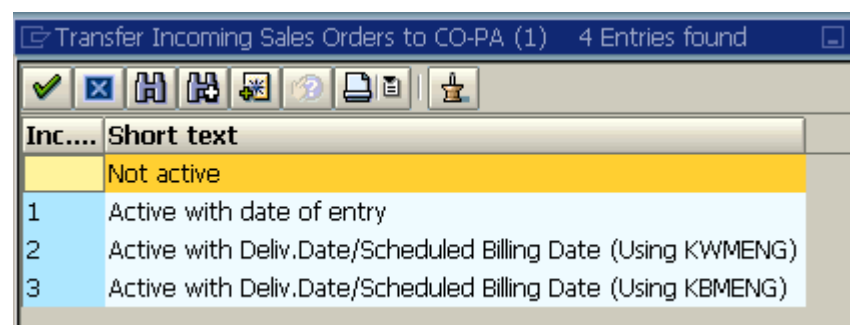 Transfer Incoming Sales Orders to CO-PA (1) 4 Entries found
Inc.... Short text
Not active
1 Active with date of entry
2 Active with Deliv.Date/Scheduled Billing Date (Using KWMENG)
3 Active with Deliv.Date/Scheduled Billing Date (Using KBMENG)